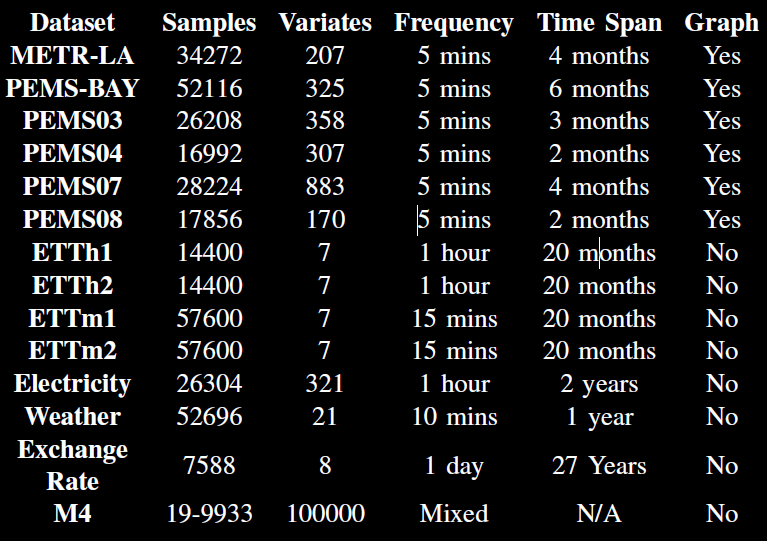 Dataset Samples Variates Frequency Time Span Graph
METR-LA 34272 207 5 mins 4 months Yes
PEMS-BAY 52116 325 5 mins 6 months Yes
PEMS03 26208 358 5 mins 3 months Yes
PEMS04 16992 307 5 mins 2 months Yes
PEMS07 28224 883 5 mins 4 months Yes
PEMS08 17856 170 5 mins 2 months Yes
ETTh1 14400 7 1 hour 20 months No
ETTh2 14400 7 1 hour 20 months No
ETTm1 57600 7 15 mins 20 months No
ETTm2 57600 7 15 mins 20 months No
Electricity 26304 321 1 hour 2 years No
Weather 52696 21 10 mins 1 year No
Exchange
Rate 7588 8 1 day 27 Years No
M4 19-9933 100000 Mixed N/A No